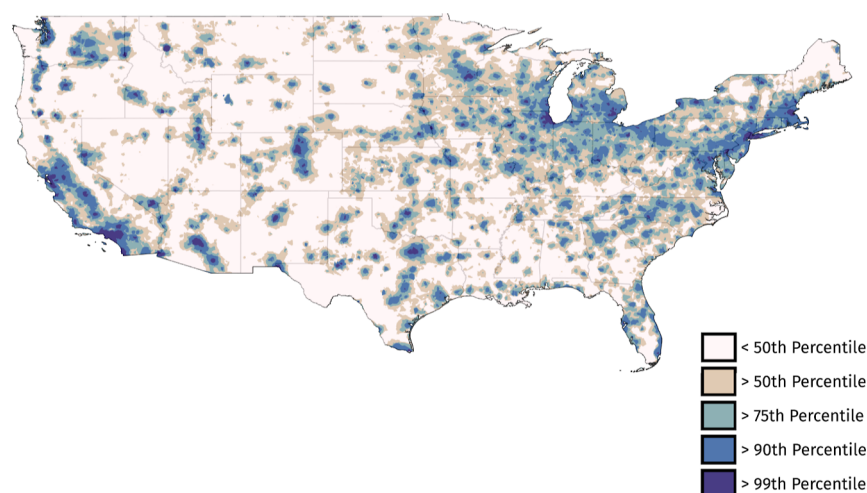 < 50th Percentile
> 50th Percentile
> 75th Percentile
> 90th Percentile
> 99th Percentile